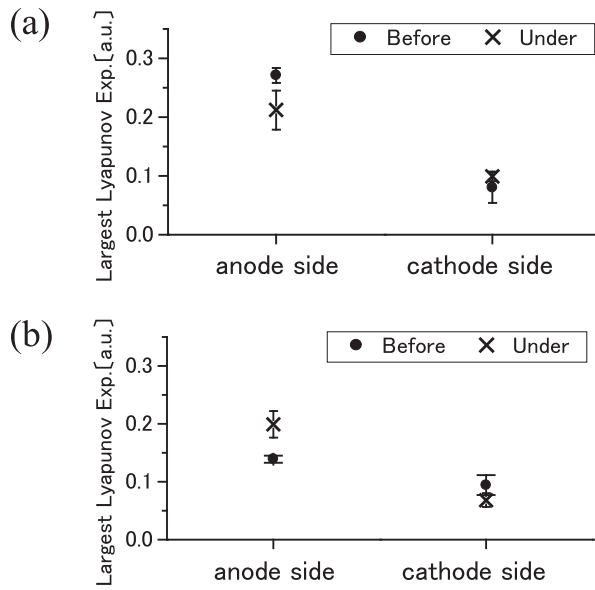 (a)
Largest Lyapunov Exp.[a.u.]
Before Under
0.3
0.2
0.1
0.0
anode side cathode side
(b)
Largest Lyapunov Exp.[a.u.]
Before Under
0.3
0.2
0.1
0.0
anode side cathode side